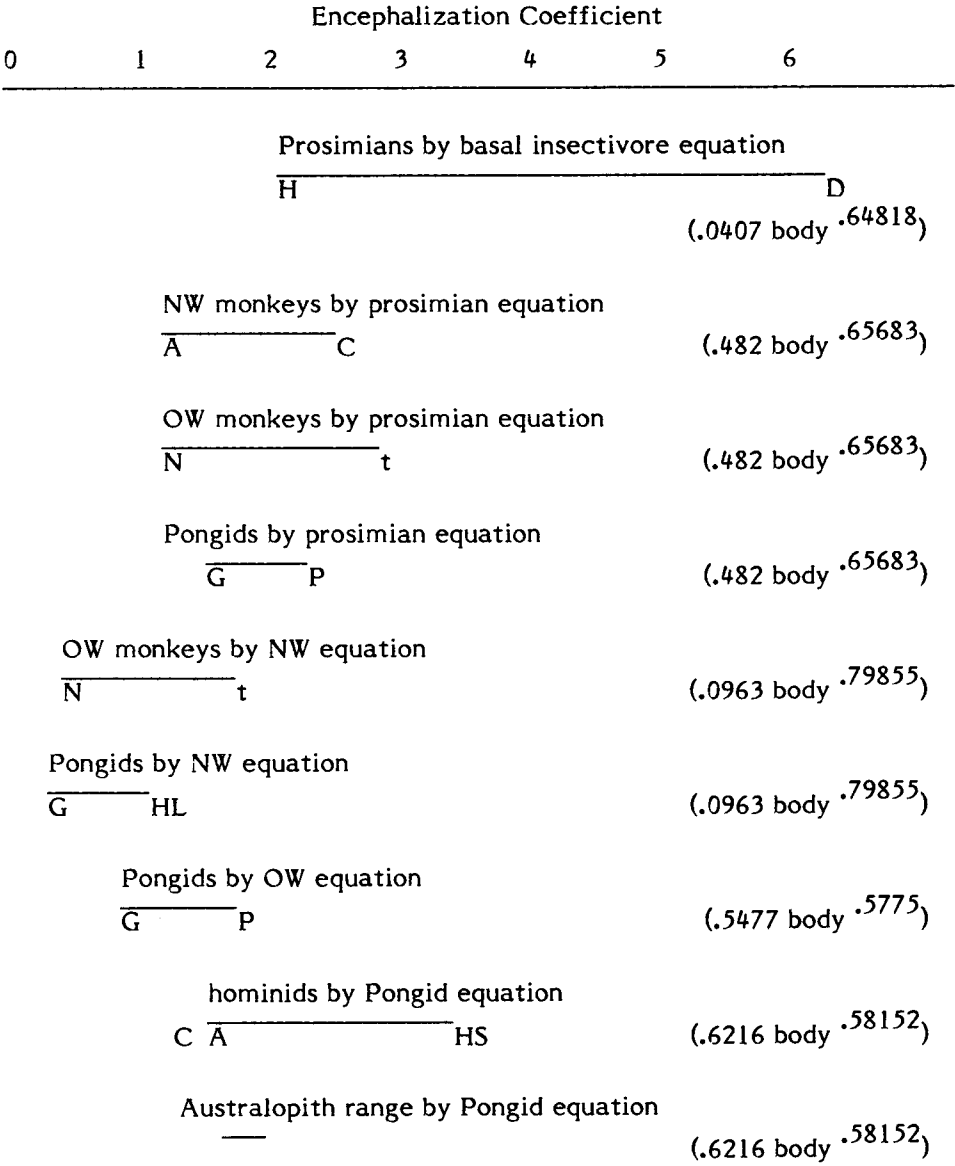 Encephalization Coefficient
0 1 2 3 4 5 6
Prosimians by basal insectivore equation
H D
(.0407 body .64818)
NW monkeys by prosimian equation
A C (.482 body .65683)
OW monkeys by prosimian equation
N t (.482 body .65683)
Pongids by prosimian equation
G P (.482 body .65683)
OW monkeys by NW equation
N t (.0963 body .79855)
Pongids by NW equation
G HL (.0963 body .79855)
Pongids by OW equation
G P (.5477 body .5775)
hominids by Pongid equation
C A HS (.6216 body .58152)
Australopith range by Pongid equation
(.6216 body .58152)